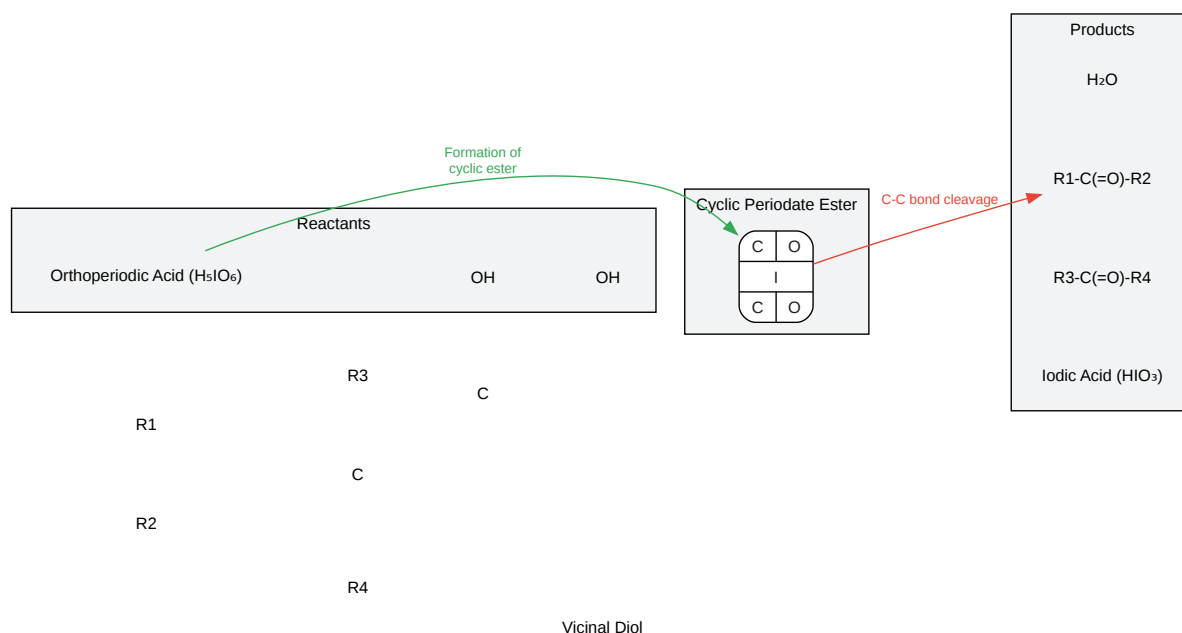 Products
H₂O
R1-C(=O)-R2
R3-C(=O)-R4
Iodic Acid (HIO₃)
Formation of
cyclic ester
C-C bond cleavage
Cyclic Periodate Ester
C O
I
C O
Reactants
Orthoperiodic Acid (H₅IO₆) OH OH
R3
C
R1
C
R2
R4
Vicinal Diol